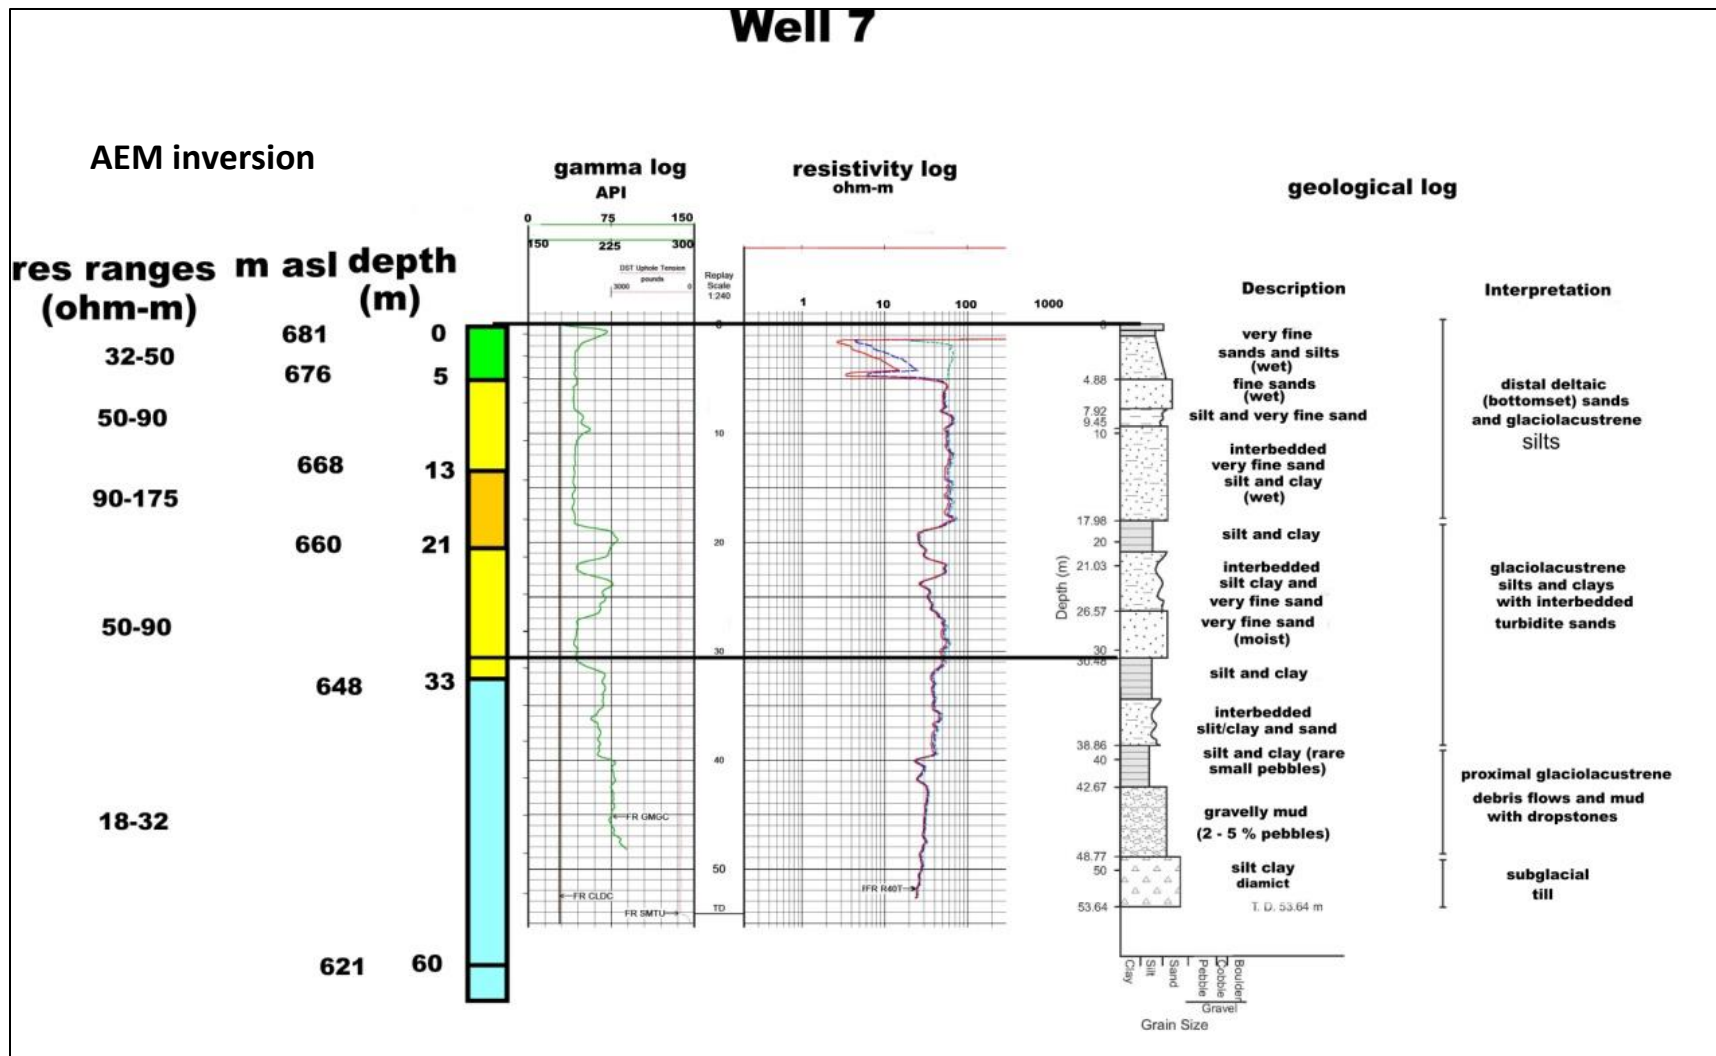 Well 7
AEM inversion
res ranges
(ohm-m)
m asl
depth
(m)
32-50
50-90
90-175
50-90
18-32
681
676
668
660
648
621
0
5
13
21
33
60
gamma log
API
0 75 150
150 225 300
DST Uphole Tension
pounds
3000 0
Replay
Scale
1:240
0
10
20
30
40
50
TD
FR GMGC
FR CLDC
FR SMTU
resistivity log
ohm-m
1 10 100 1000
FR R40T
geological log
Depth (m)
0
4.88
7.92
9.45
10
17.98
20
21.03
26.57
30
30.48
38.86
40
42.67
48.77
50
53.64
Description
very fine
sands and silts
(wet)
fine sands
(wet)
silt and very fine sand
interbedded
very fine sand
silt and clay
(wet)
silt and clay
interbedded
silt clay and
very fine sand
very fine sand
(moist)
silt and clay
interbedded
slit/clay and sand
silt and clay (rare
small pebbles)
gravelly mud
(2 - 5 % pebbles)
silt clay
diamict
T. D. 53.64 m
Interpretation
distal deltaic
(bottomset) sands
and glaciolacustrene
silts
glaciolacustrene
silts and clays
with interbedded
turbidite sands
proximal glaciolacustrene
debris flows and mud
with dropstones
subglacial
till
Clay
Silt
Sand
Pebble
Cobble
Boulder
Gravel
Grain Size